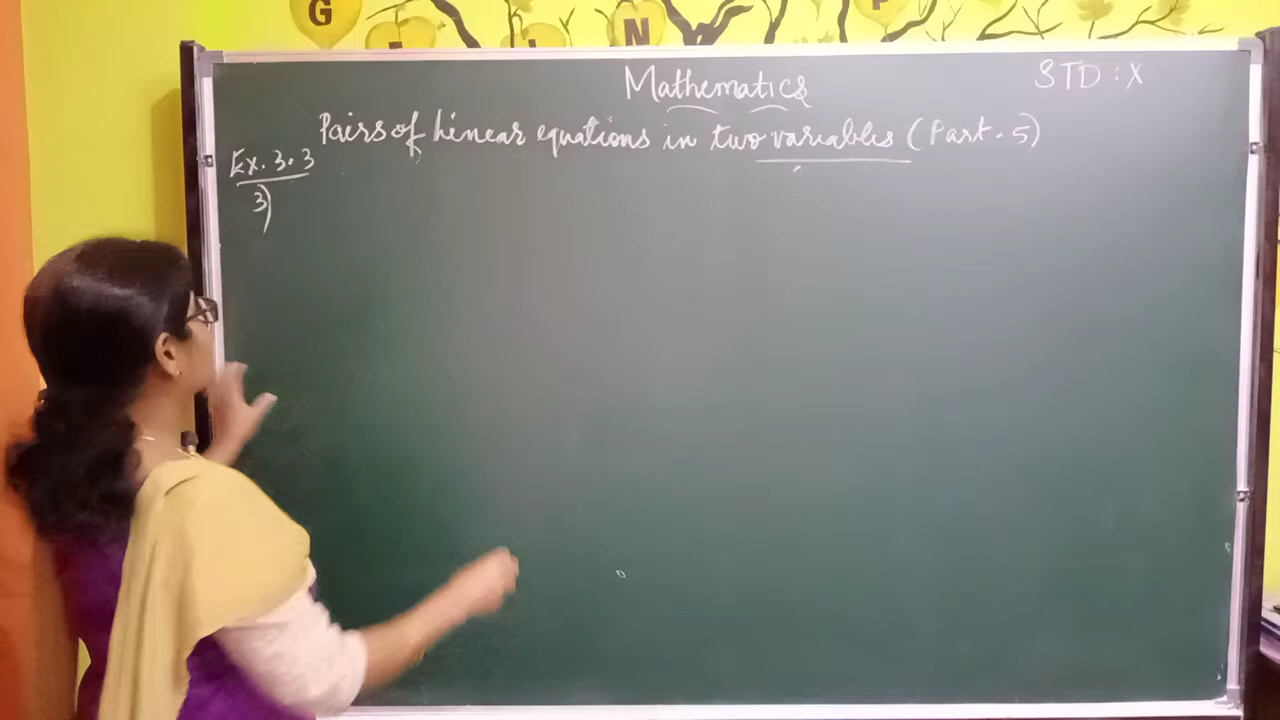 G N P
Mathematics
STD : X
Pairs of linear equations in two variables (Part - 5)
Ex. 3.3
3)